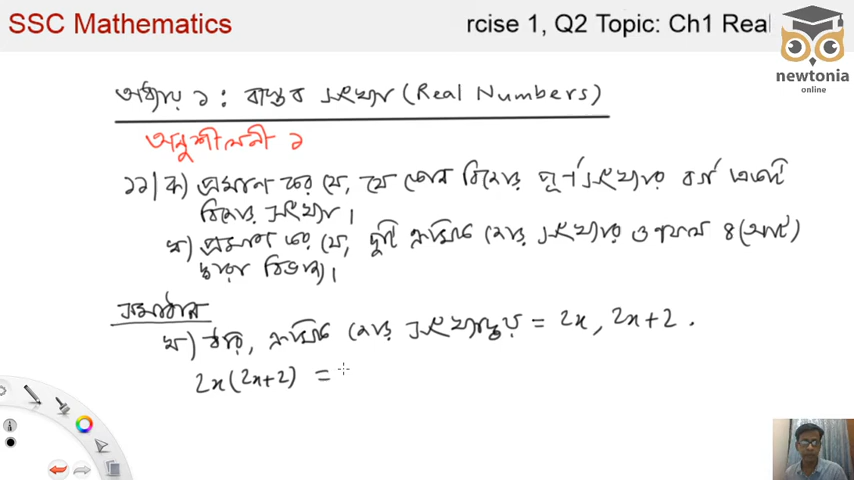 SSC Mathematics
rcise 1, Q2 Topic: Ch1 Real
newtonia
online
অধ্যায় ১ : বাস্তব সংখ্যা (Real Numbers)
অনুশীলনী ১
১১| ক) প্রমাণ কর যে, যে কোন বিজোড় পূর্ণসংখ্যার বর্গ একটি
বিজোড় সংখ্যা।
খ) প্রমাণ কর যে, দুটি ক্রমিক জোড় সংখ্যার গুণফল ৪ (আট)
দ্বারা বিভাজ্য।
সমাধান
খ) ধরি, ক্রমিক জোড় সংখ্যাদ্বয় = 2x, 2x+2.
2x(2x+2) =